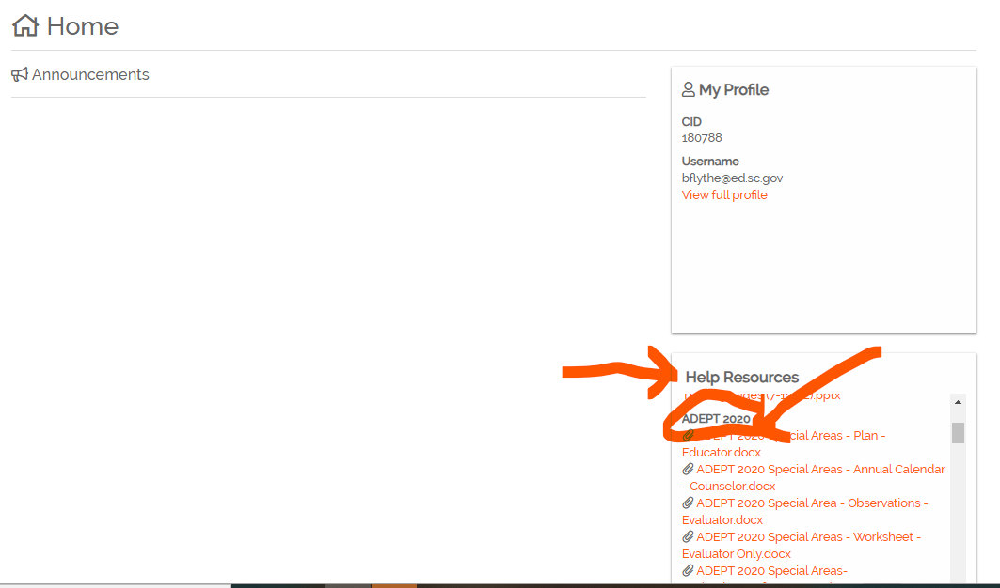 Home
Announcements
My Profile
CID
180788
Username
bflythe@ed.sc.gov
View full profile
Help Resources
.pptx
ADEPT 2020
ADEPT 2020 Special Areas - Plan -
Educator.docx
ADEPT 2020 Special Areas - Annual Calendar
- Counselor.docx
ADEPT 2020 Special Area - Observations -
Evaluator.docx
ADEPT 2020 Special Areas - Worksheet -
Evaluator Only.docx
ADEPT 2020 Special Areas-